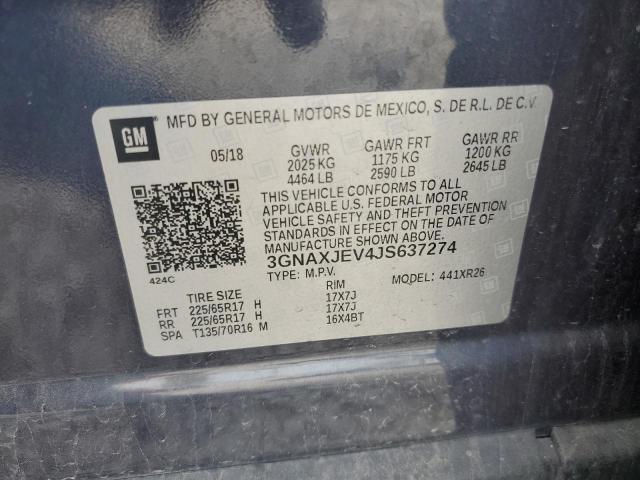 GM
MFD BY GENERAL MOTORS DE MEXICO, S. DE R.L. DE C.V.
05/18 GVWR GAWR FRT GAWR RR
2025 KG 1175 KG 1200 KG
4464 LB 2590 LB 2645 LB
THIS VEHICLE CONFORMS TO ALL
APPLICABLE U.S. FEDERAL MOTOR
VEHICLE SAFETY AND THEFT PREVENTION
STANDARDS IN EFFECT ON THE DATE OF
MANUFACTURE SHOWN ABOVE.
3GNAXJEV4JS637274
424C
TYPE: M.P.V. MODEL: 441XR26
TIRE SIZE RIM
FRT 225/65R17 H 17X7J
RR 225/65R17 H 17X7J
SPA T135/70R16 M 16X4BT